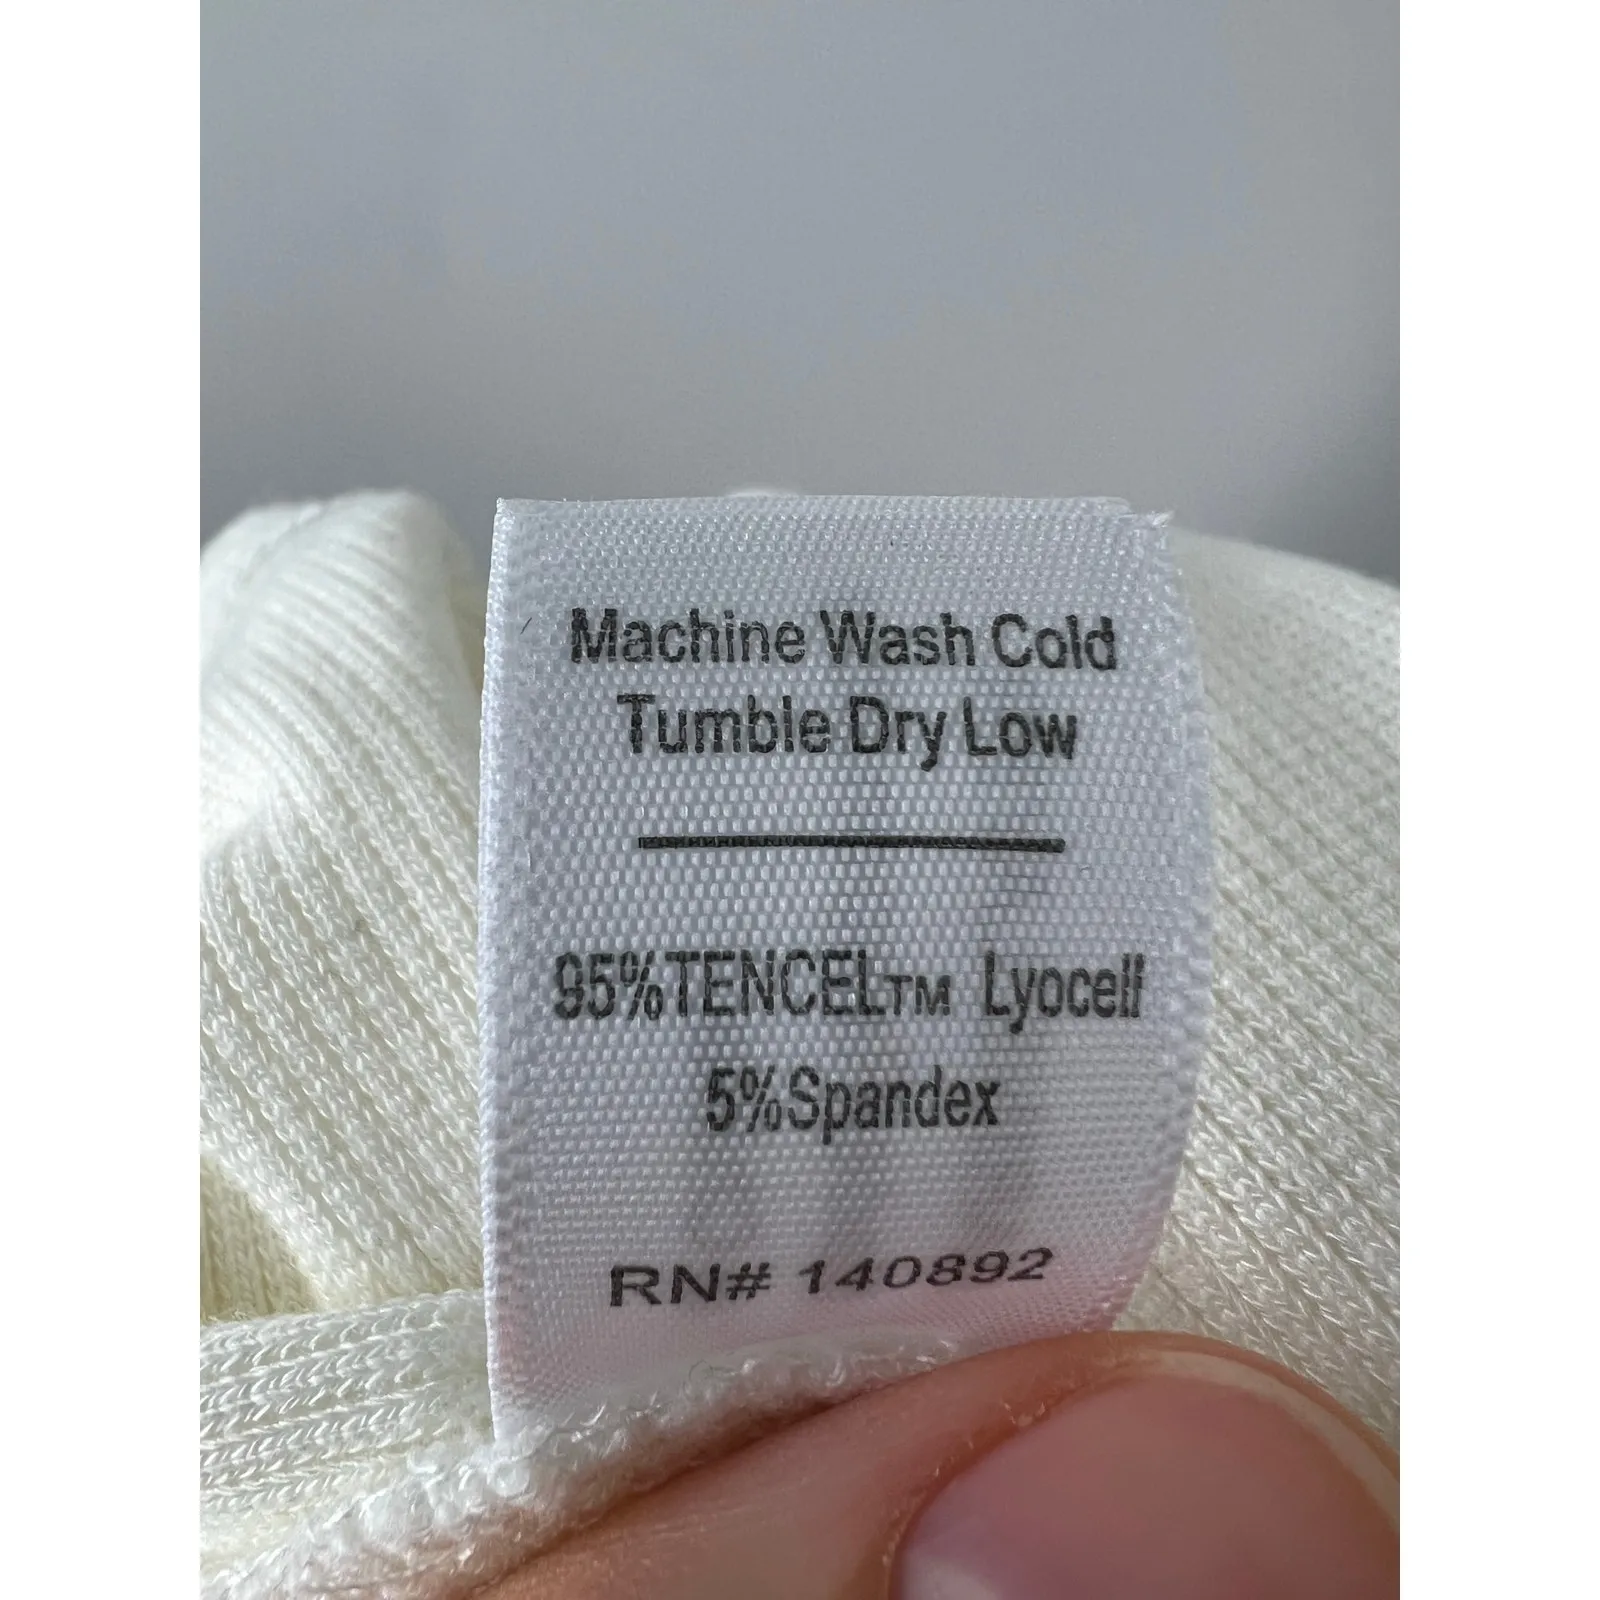 Machine Wash Cold
Tumble Dry Low
95%TENCEL™ Lyocell
5%Spandex
RN# 140892